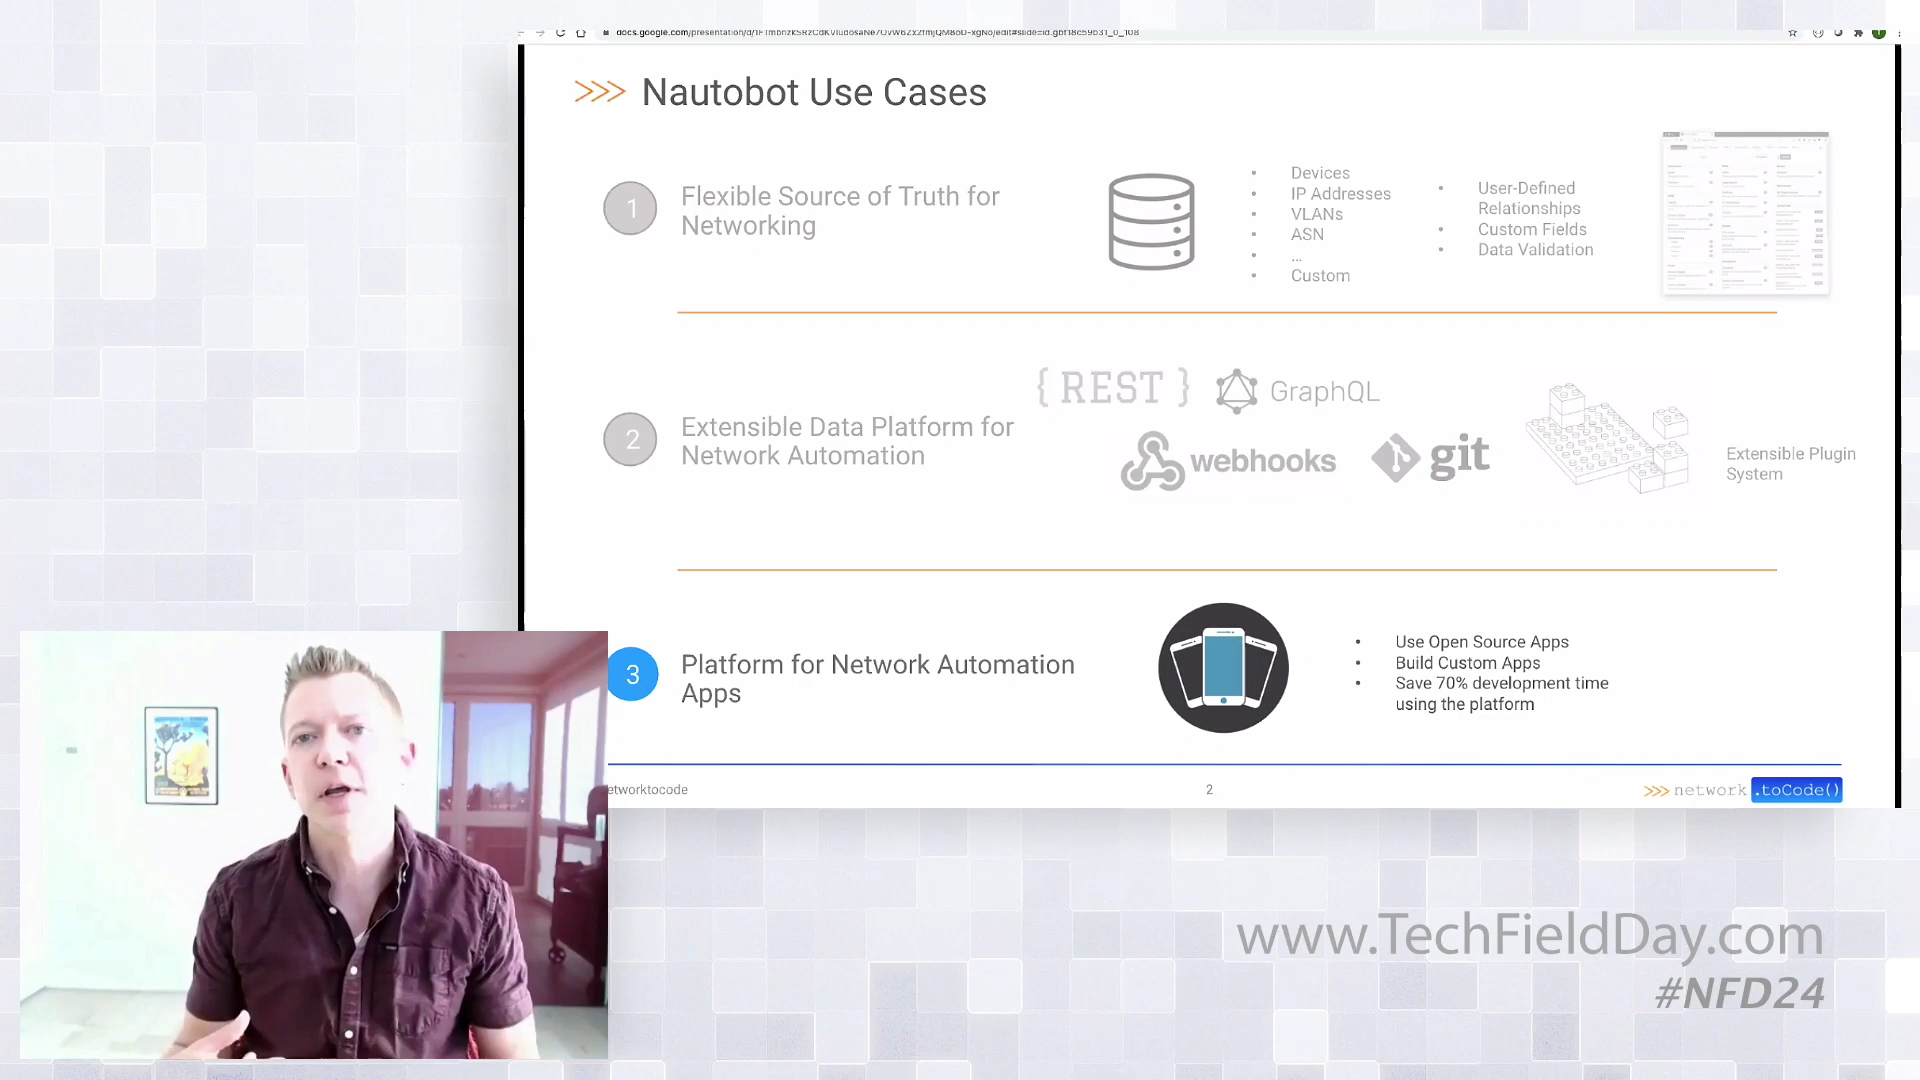 Nautobot Use Cases
1
Flexible Source of Truth for
Networking
Devices
IP Addresses
VLANs
ASN
...
Custom
User-Defined
Relationships
Custom Fields
Data Validation
2
Extensible Data Platform for
Network Automation
{ REST }
GraphQL
webhooks
git
Extensible Plugin
System
3
Platform for Network Automation
Apps
Use Open Source Apps
Build Custom Apps
Save 70% development time
using the platform
etworktocode
2
>>> network .toCode()
www.TechFieldDay.com
#NFD24